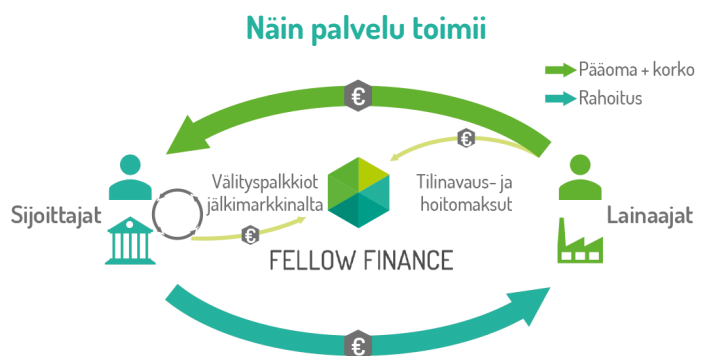 Näin palvelu toimii
Pääoma + korko
Rahoitus
€
€
Välityspalkkiot
jälkimarkkinalta
Tilinavaus- ja
hoitomaksut
Sijoittajat
Lainaajat
€
FELLOW FINANCE
€